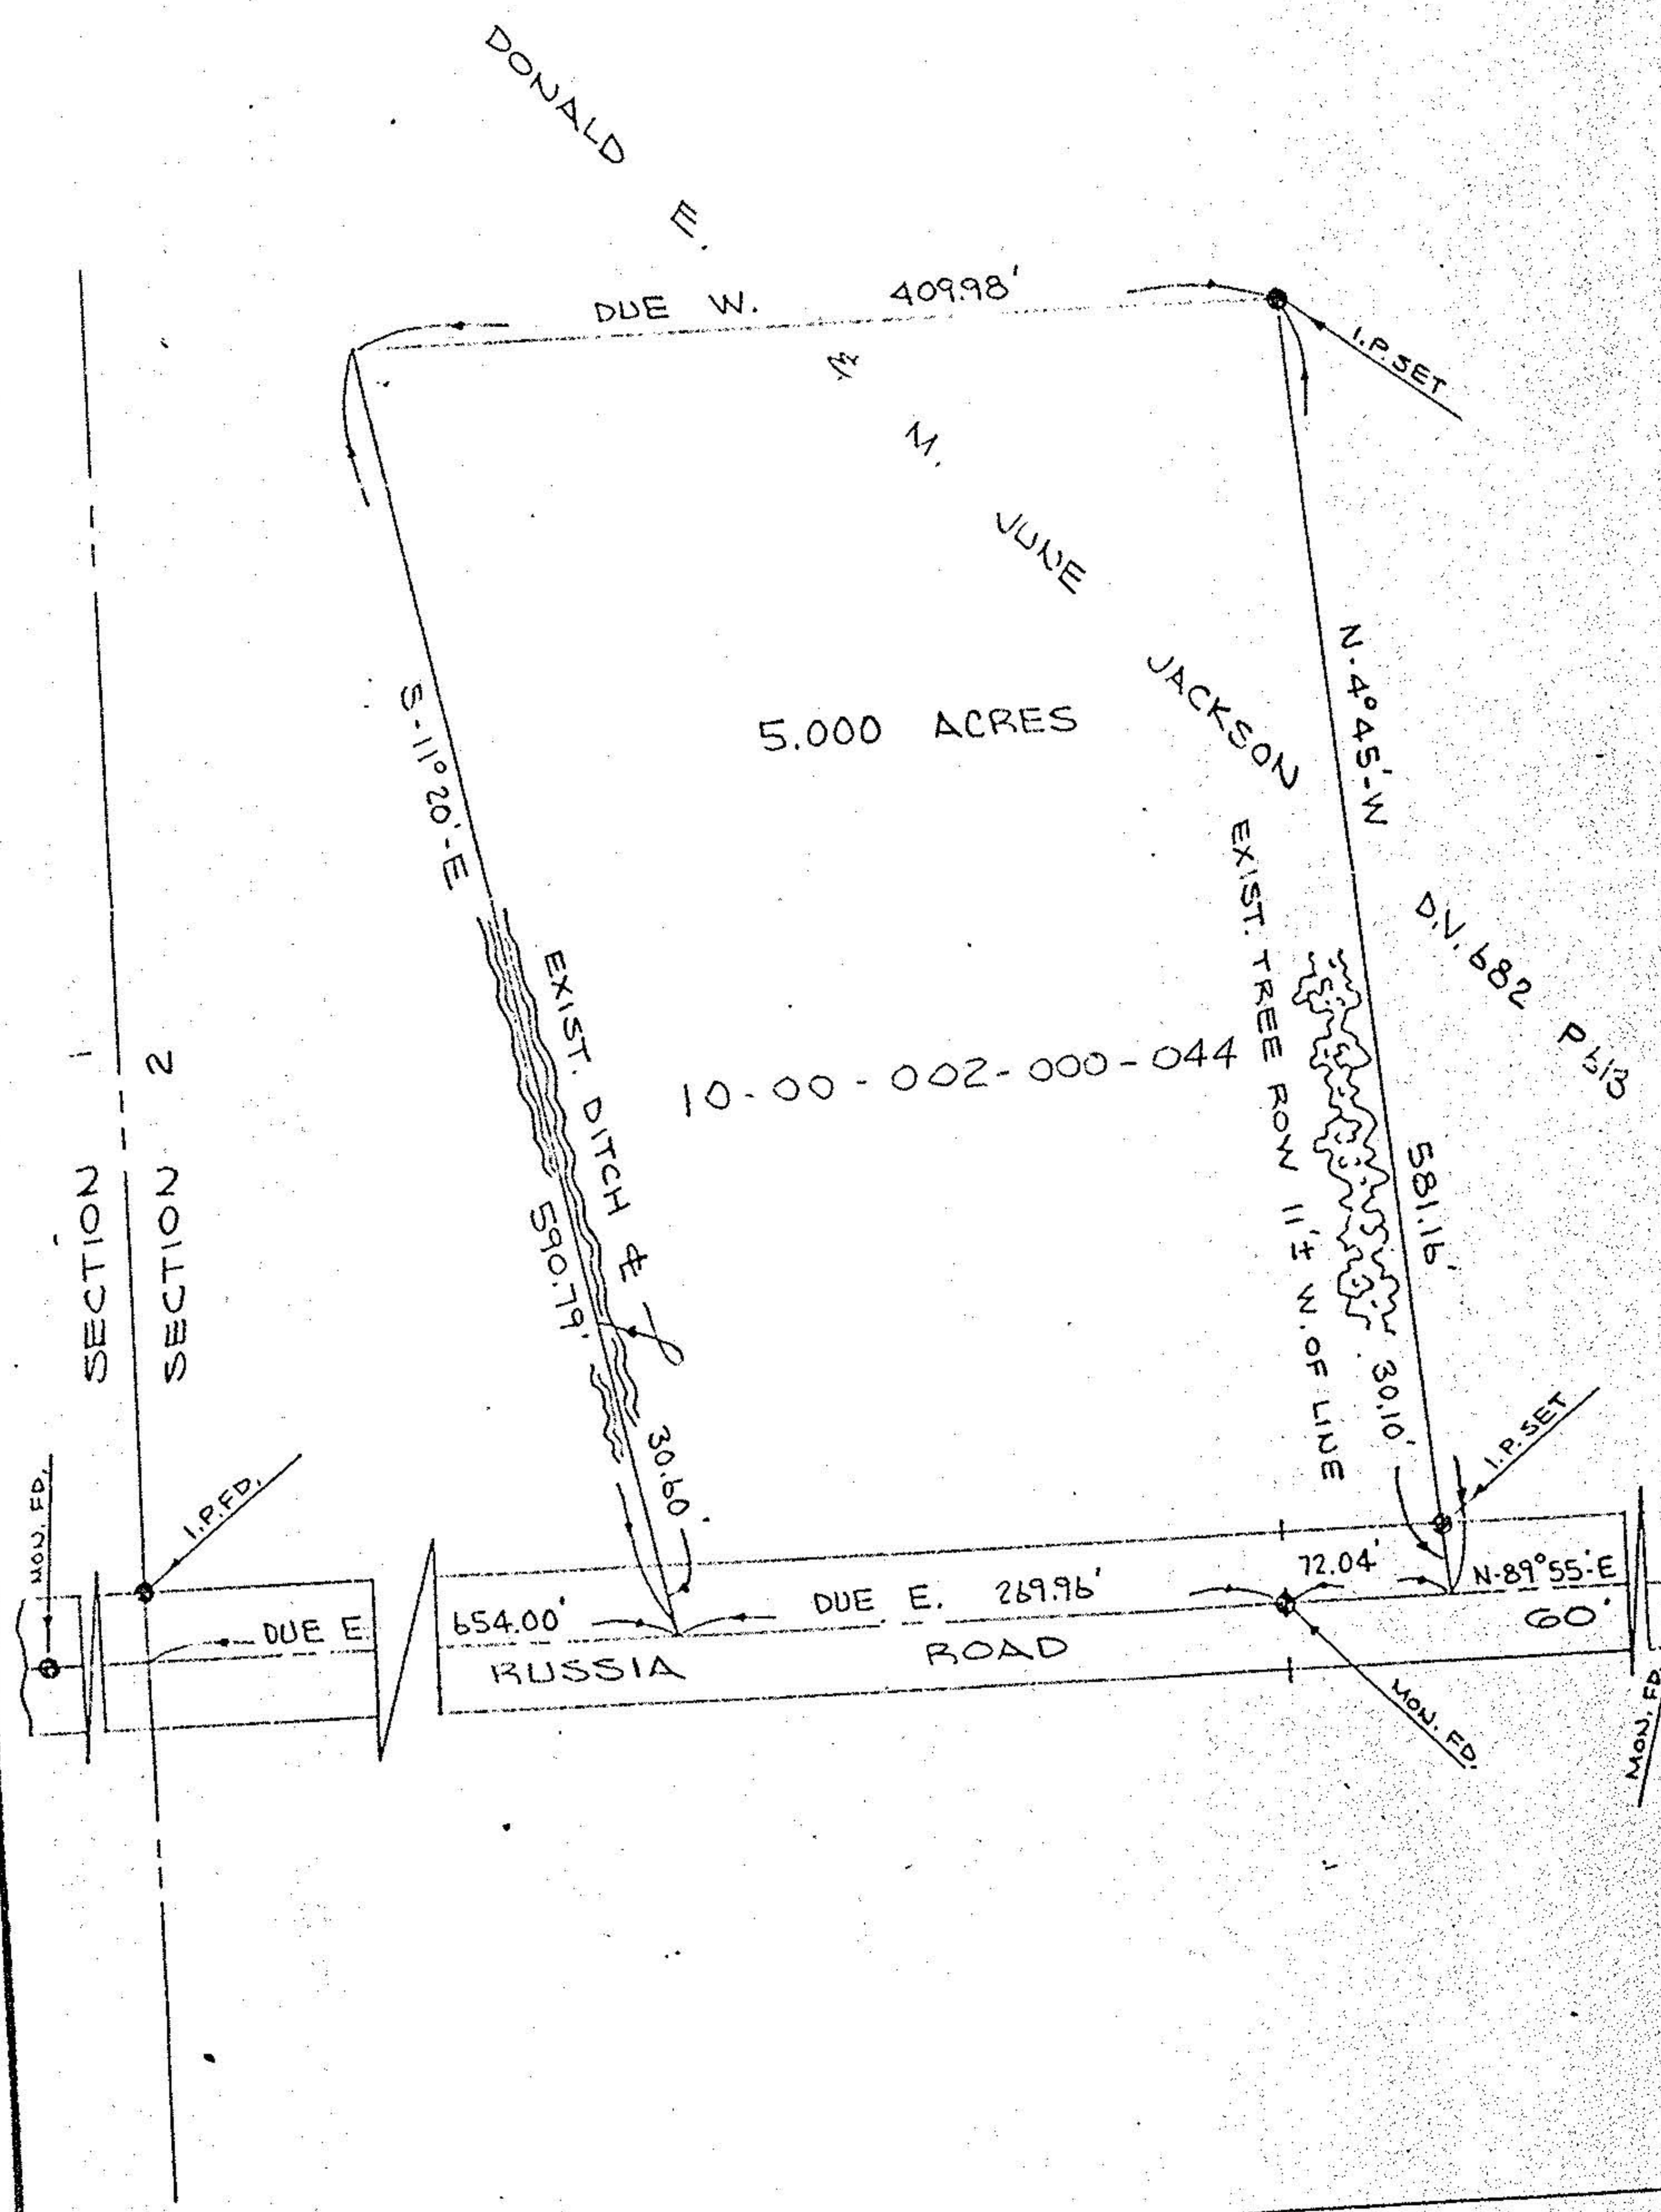 DONALD E. & M. JUNE JACKSON
D.V. 682 P 513
DUE W. 409.98'
I.P. SET
N-4°45'-W
581.16'
S-11°20'-E
590.79'
5.000 ACRES
EXIST. DITCH ℄
EXIST. TREE ROW 11'± W. OF LINE
10-00-002-000-044
SECTION 1
SECTION 2
30.60'
30.10'
MON. FD.
I.P. FD.
I.P. SET
DUE E.
654.00'
DUE E. 269.96'
72.04'
N-89°55'-E
60'
RUSSIA ROAD
MON. FD.
MON. FD.